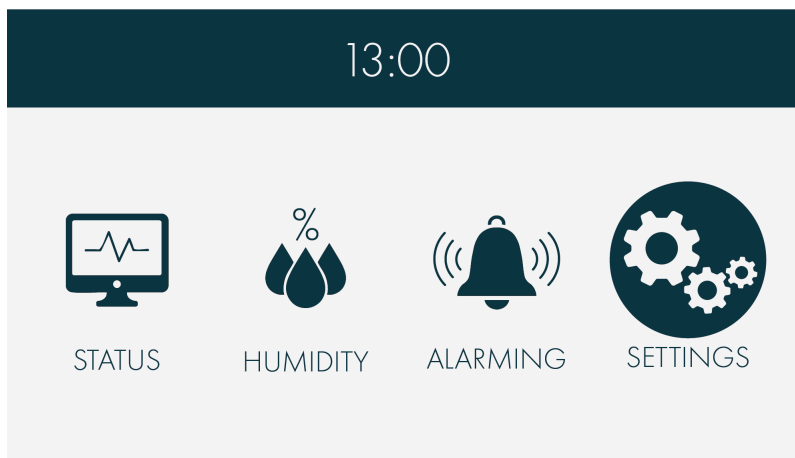 13:00
%
STATUS
HUMIDITY
ALARMING
SETTINGS